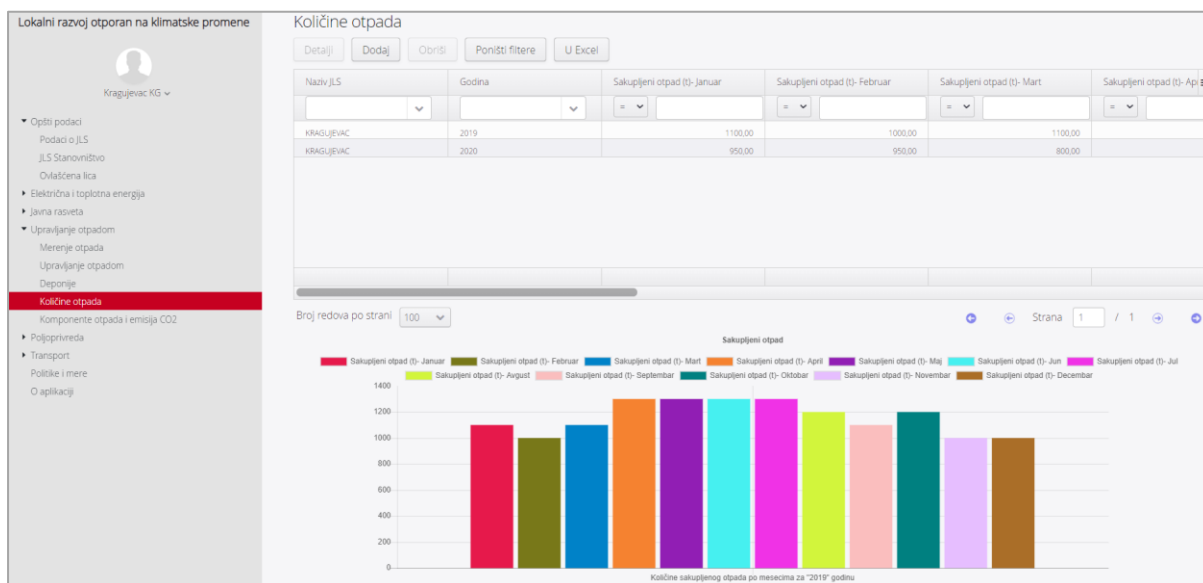 Lokalni razvoj otporan na klimatske promene
Kragujevac KG
Opšti podaci
Podaci o JLS
JLS Stanovništvo
Ovlašćena lica
Električna i toplotna energija
Javna rasveta
Upravljanje otpadom
Merenje otpada
Upravljanje otpadom
Deponije
Količine otpada
Komponente otpada i emisija CO2
Poljoprivreda
Transport
Politike i mere
O aplikaciji
Količine otpada
Detalji Dodaj Obriši Poništi filtere U Excel
Naziv JLS Godina Sakupljeni otpad (t)- Januar Sakupljeni otpad (t)- Februar Sakupljeni otpad (t)- Mart Sakupljeni otpad (t)- Ap
= = = =
KRAGUJEVAC 2019 1100,00 1000,00 1100,00
KRAGUJEVAC 2020 950,00 950,00 800,00
Broj redova po strani 100 Strana 1 / 1
Sakupljeni otpad
Sakupljeni otpad (t)- Januar Sakupljeni otpad (t)- Februar Sakupljeni otpad (t)- Mart Sakupljeni otpad (t)- April Sakupljeni otpad (t)- Maj Sakupljeni otpad (t)- Jun Sakupljeni otpad (t)- Jul
Sakupljeni otpad (t)- Avgust Sakupljeni otpad (t)- Septembar Sakupljeni otpad (t)- Oktobar Sakupljeni otpad (t)- Novembar Sakupljeni otpad (t)- Decembar
1400
1200
1000
800
600
400
200
0
Količine sakupljenog otpada po mesecima za "2019" godinu